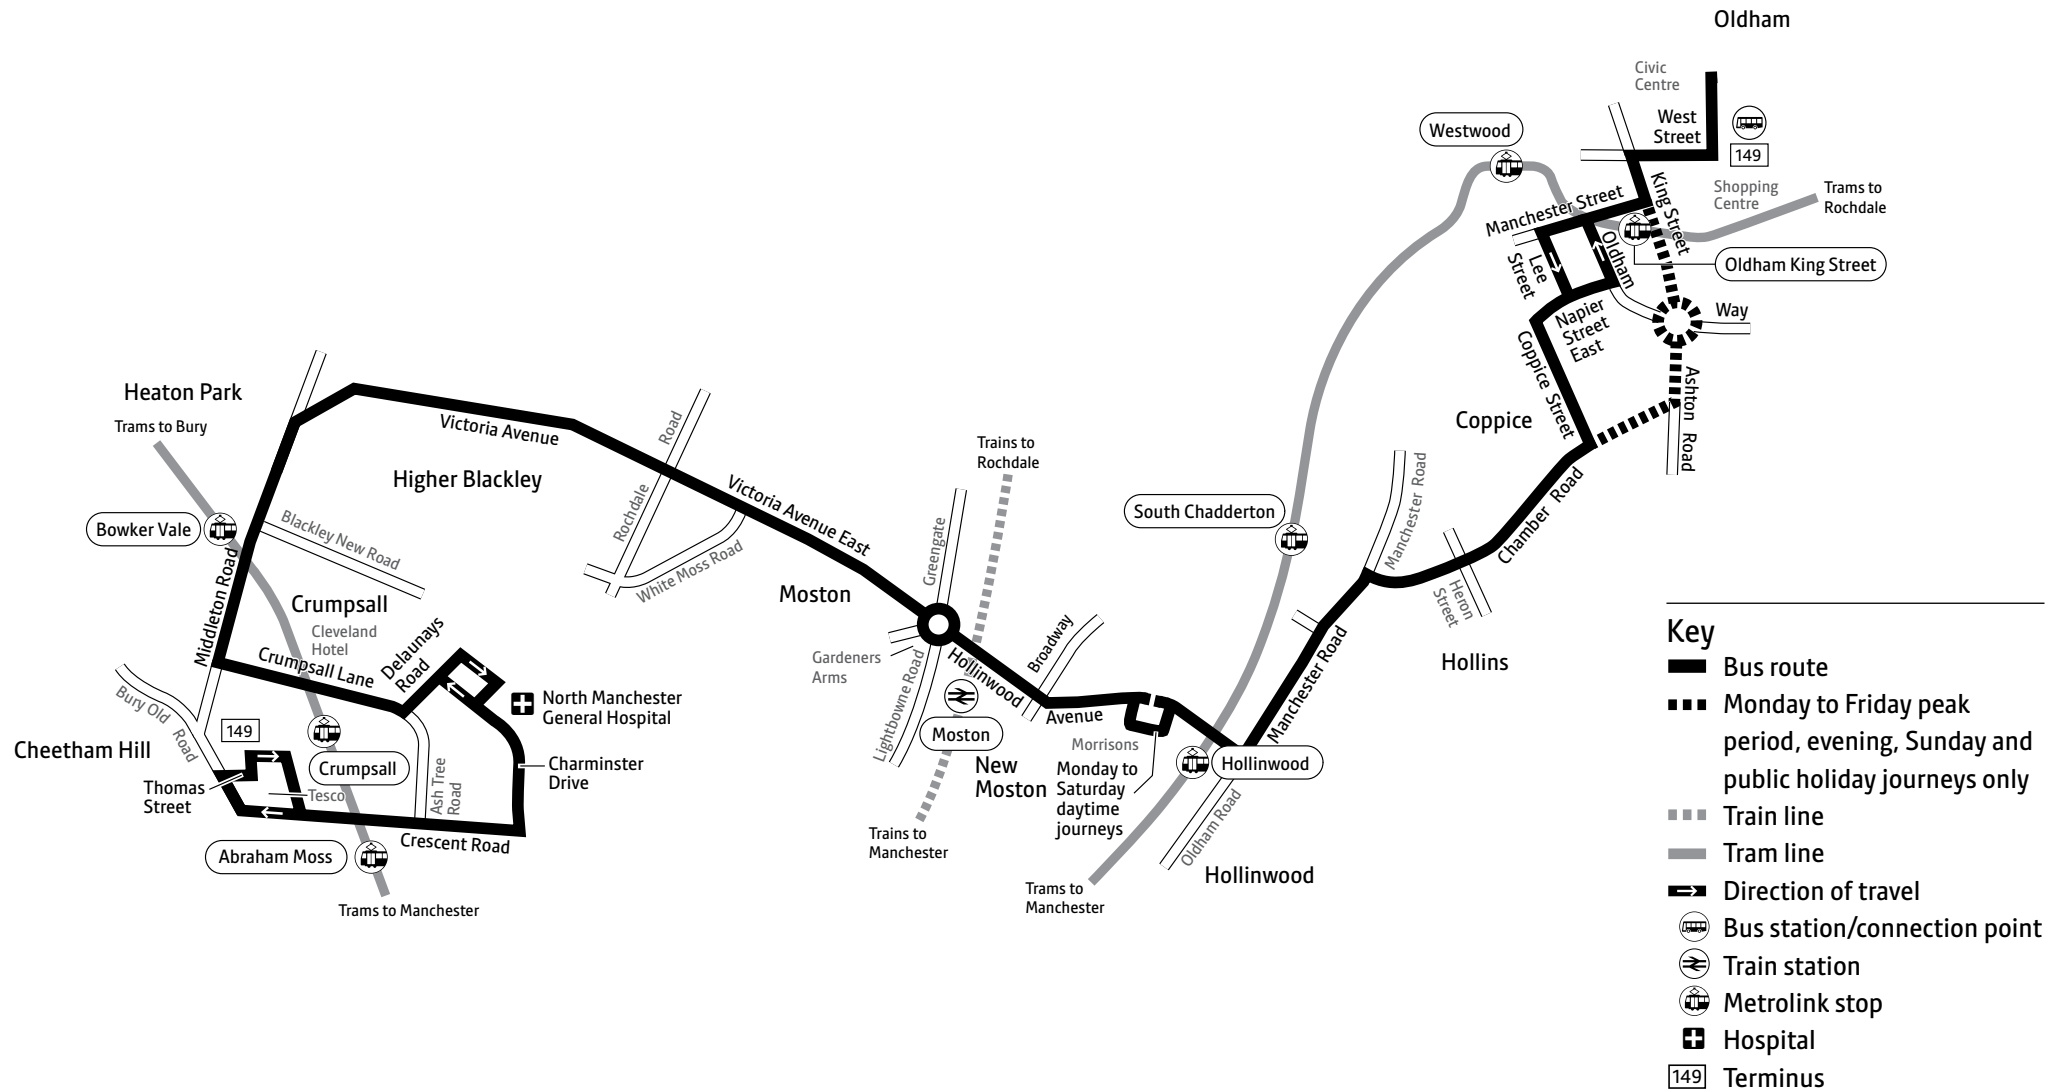 Oldham
Civic
Centre
West
Street
149
Westwood
King Street
Shopping
Centre
Trams to
Rochdale
Manchester Street
Oldham King Street
Lee
Street
Oldham
Way
Napier
Street
East
Coppice Street
Ashton Road
Coppice
Chamber Road
Heaton Park
Trams to Bury
Victoria Avenue
Higher Blackley
Rochdale Road
Victoria Avenue East
White Moss Road
Trains to
Rochdale
Greengate
South Chadderton
Manchester Road
Heron
Street
Hollins
Bowker Vale
Blackley New Road
Middleton Road
Crumpsall
Cleveland
Hotel
Crumpsall Lane
Delaunays
Road
North Manchester
General Hospital
Bury Old
Road
149
Cheetham Hill
Thomas
Street
Tesco
Crumpsall
Ash Tree
Road
Charminster
Drive
Crescent Road
Abraham Moss
Trams to Manchester
Moston
Gardeners
Arms
Lightbowne Road
Hollinwood
Avenue
Broadway
Moston
New
Moston
Trains to
Manchester
Morrisons
Monday to
Saturday
daytime
journeys
Manchester Road
Hollinwood
Oldham Road
Hollinwood
Trams to
Manchester
Key
Bus route
Monday to Friday peak
period, evening, Sunday and
public holiday journeys only
Train line
Tram line
Direction of travel
Bus station/connection point
Train station
Metrolink stop
Hospital
149 Terminus